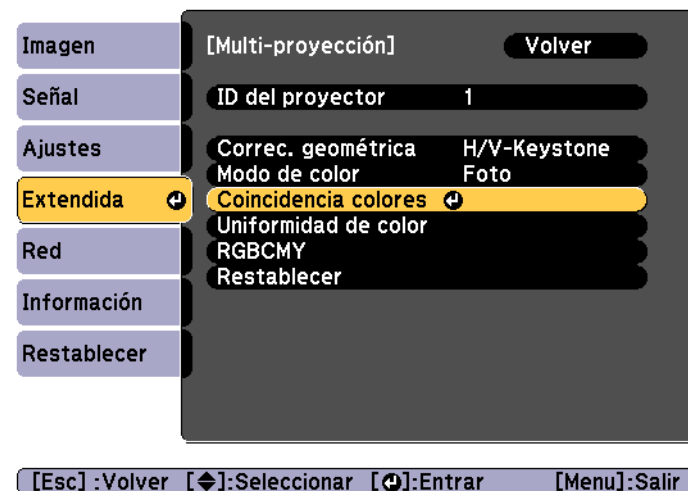 Imagen
Señal
Ajustes
Extendida
Red
Información
Restablecer
[Multi-proyección] Volver
ID del proyector 1
Correc. geométrica H/V-Keystone
Modo de color Foto
Coincidencia colores
Uniformidad de color
RGBCMY
Restablecer
[Esc] :Volver []:Seleccionar []:Entrar [Menu]:Salir